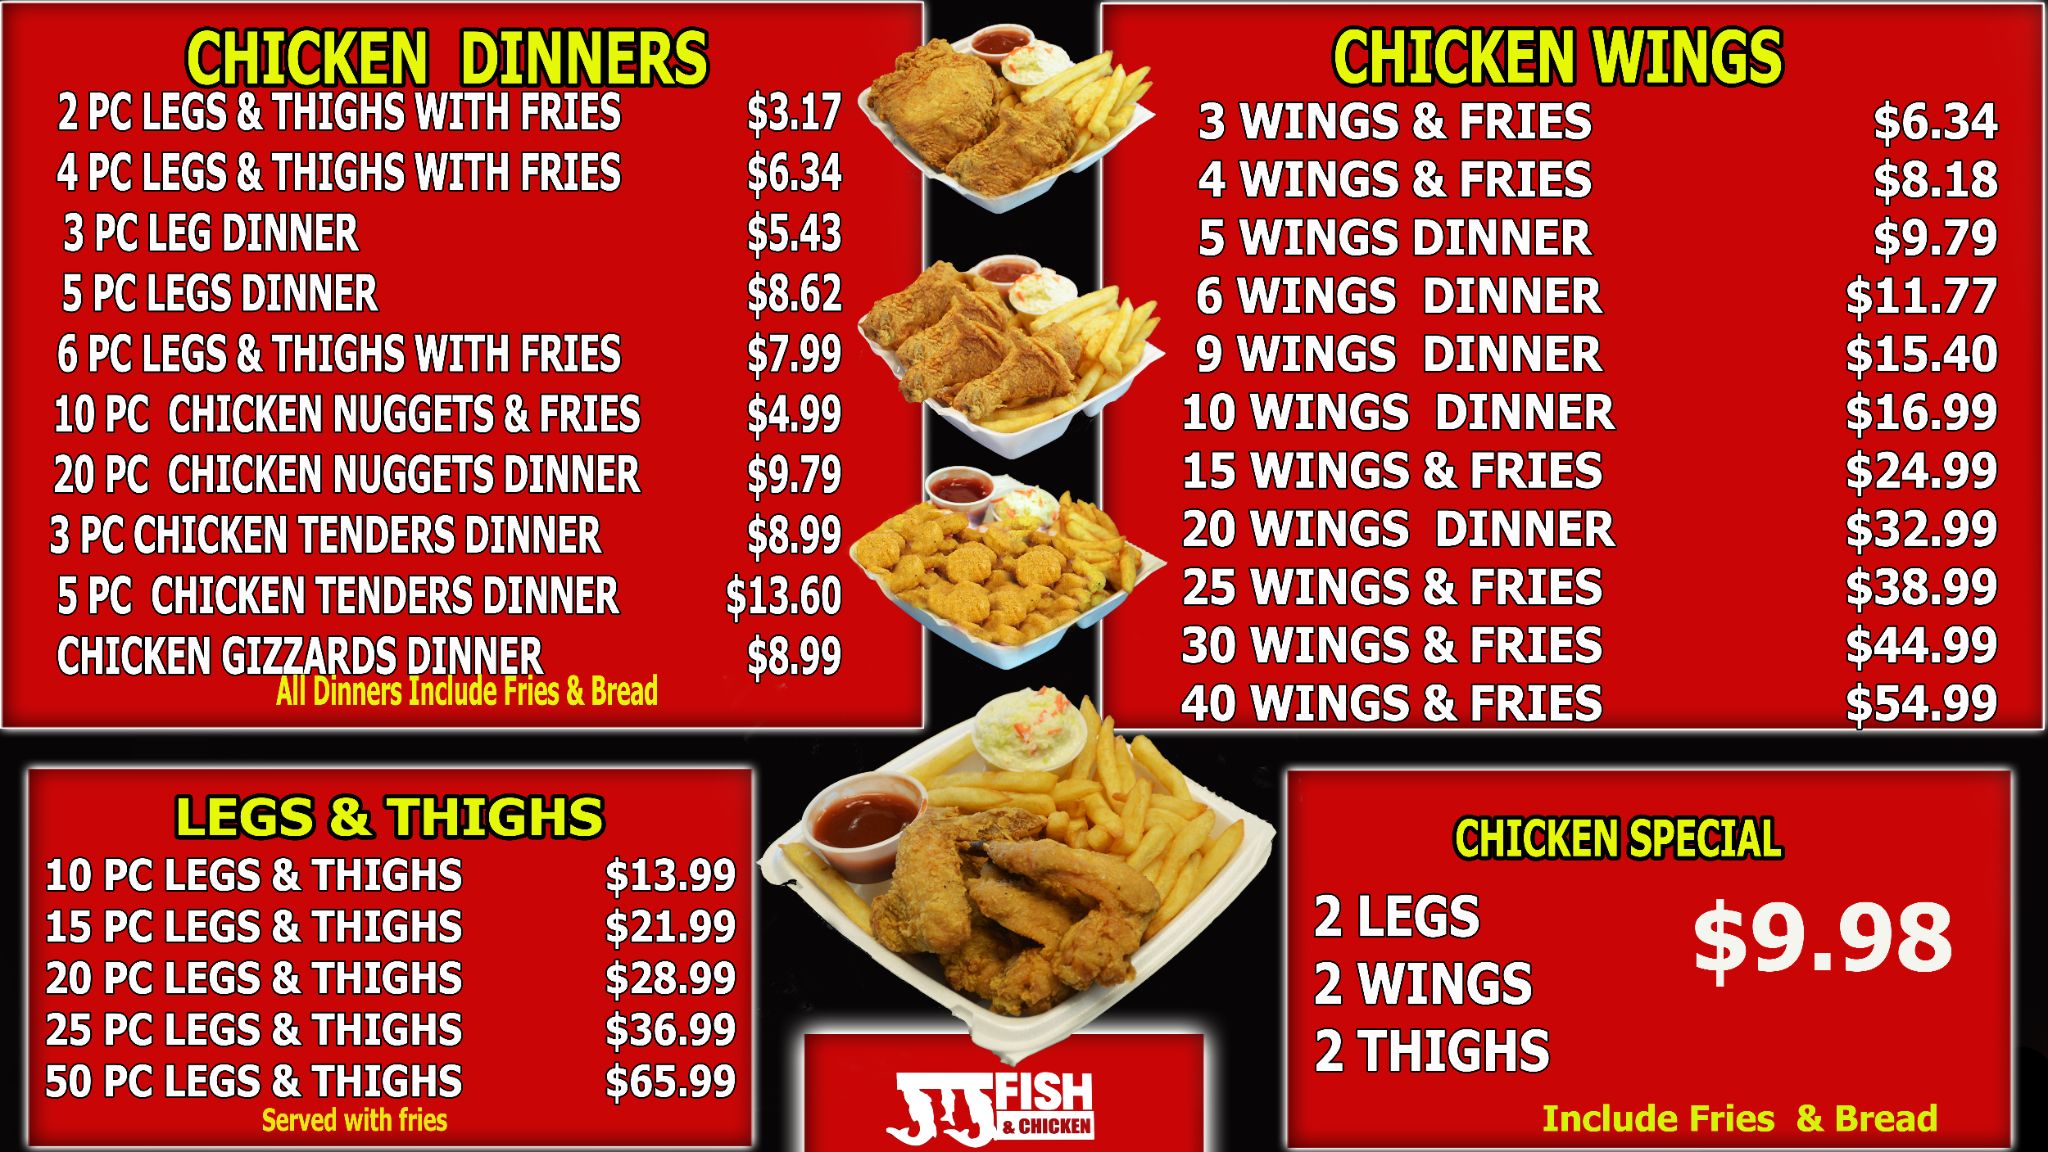 CHICKEN DINNERS
2 PC LEGS & THIGHS WITH FRIES $3.17
4 PC LEGS & THIGHS WITH FRIES $6.34
3 PC LEG DINNER $5.43
5 PC LEGS DINNER $8.62
6 PC LEGS & THIGHS WITH FRIES $7.99
10 PC CHICKEN NUGGETS & FRIES $4.99
20 PC CHICKEN NUGGETS DINNER $9.79
3 PC CHICKEN TENDERS DINNER $8.99
5 PC CHICKEN TENDERS DINNER $13.60
CHICKEN GIZZARDS DINNER $8.99
All Dinners Include Fries & Bread
CHICKEN WINGS
3 WINGS & FRIES $6.34
4 WINGS & FRIES $8.18
5 WINGS DINNER $9.79
6 WINGS DINNER $11.77
9 WINGS DINNER $15.40
10 WINGS DINNER $16.99
15 WINGS & FRIES $24.99
20 WINGS DINNER $32.99
25 WINGS & FRIES $38.99
30 WINGS & FRIES $44.99
40 WINGS & FRIES $54.99
LEGS & THIGHS
10 PC LEGS & THIGHS $13.99
15 PC LEGS & THIGHS $21.99
20 PC LEGS & THIGHS $28.99
25 PC LEGS & THIGHS $36.99
50 PC LEGS & THIGHS $65.99
Served with fries
JJ FISH
& CHICKEN
CHICKEN SPECIAL
2 LEGS $9.98
2 WINGS
2 THIGHS
Include Fries & Bread